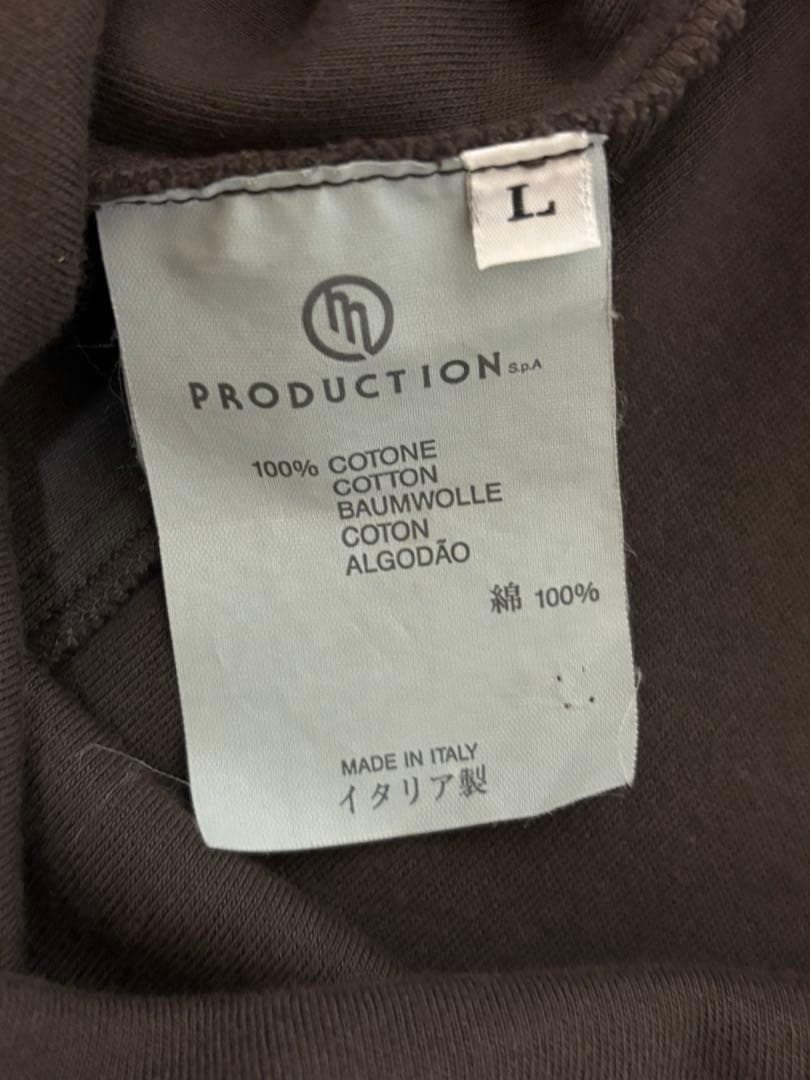 L
m
PRODUCTION S.p.A
100% COTONE
COTTON
BAUMWOLLE
COTON
ALGODÃO
綿 100%
MADE IN ITALY
イタリア製